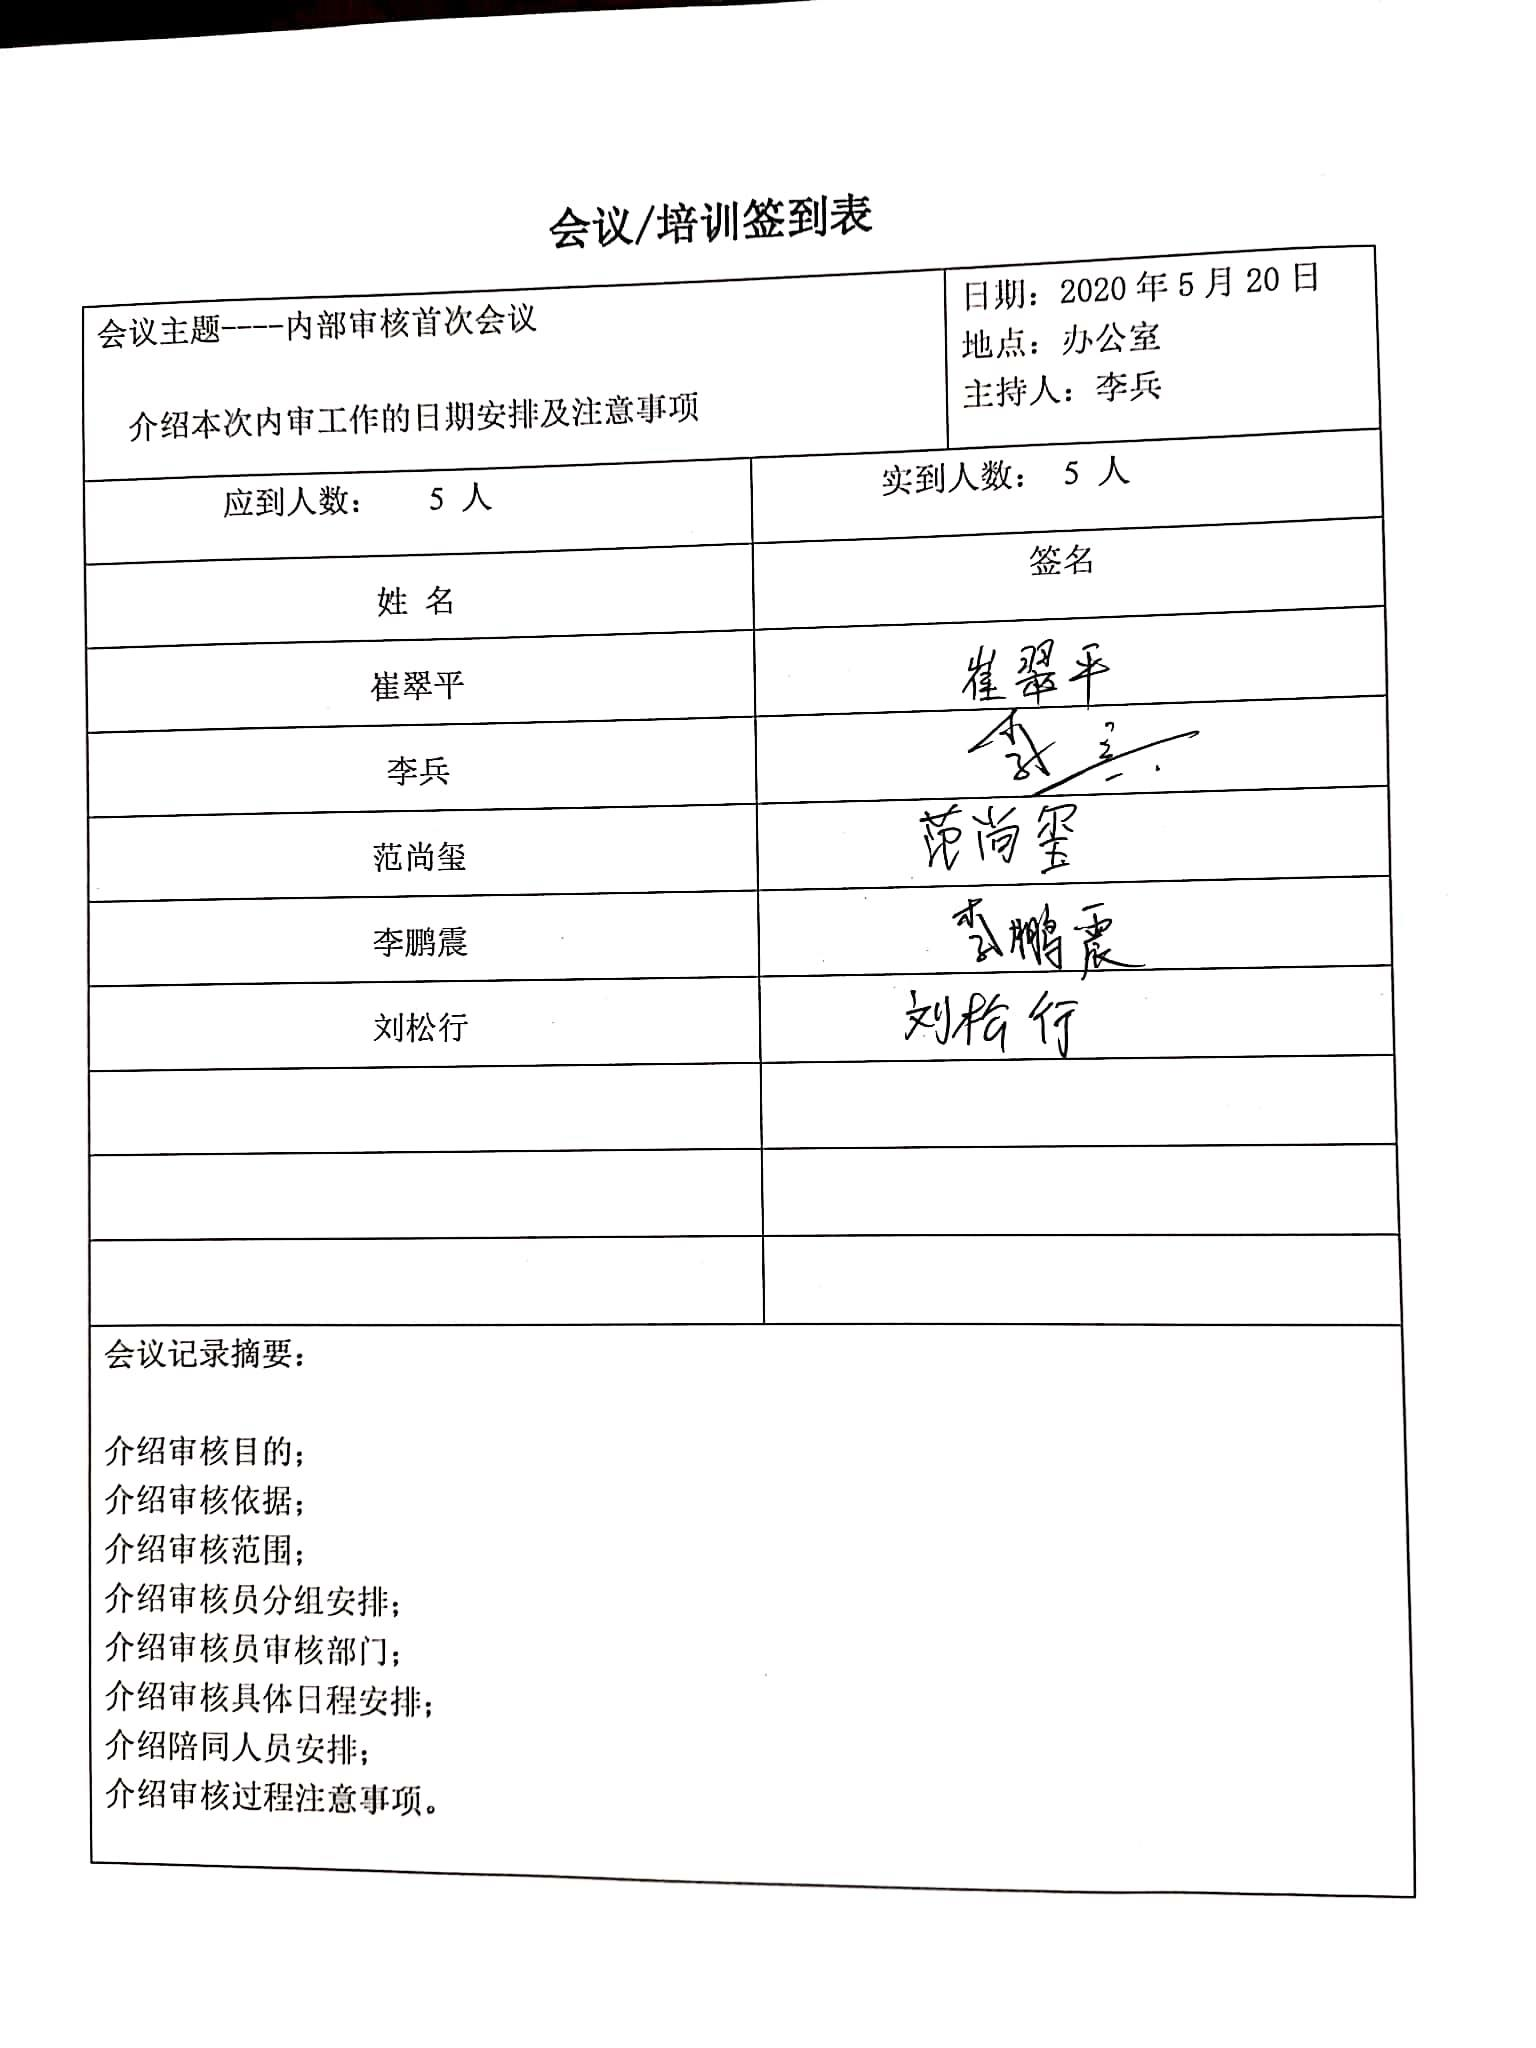 会议/培训签到表
会议主题----内部审核首次会议
介绍本次内审工作的日期安排及注意事项
日期：2020 年 5 月 20 日
地点：办公室
主持人：李兵
应到人数： 5 人 实到人数： 5 人
姓 名 签名
崔翠平 崔翠平
李兵 李兵
范尚玺 范尚玺
李鹏震 李鹏震
刘松行 刘松行
会议记录摘要：
介绍审核目的；
介绍审核依据；
介绍审核范围；
介绍审核员分组安排；
介绍审核员审核部门；
介绍审核具体日程安排；
介绍陪同人员安排；
介绍审核过程注意事项。